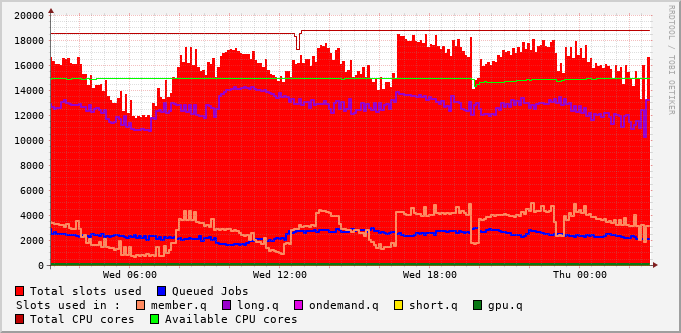 20000
18000
16000
14000
12000
10000
8000
6000
4000
2000
0
Wed 06:00 Wed 12:00 Wed 18:00 Thu 00:00
Total slots used Queued Jobs
Slots used in : member.q long.q ondemand.q short.q gpu.q
Total CPU cores Available CPU cores
RRDTOOL / TOBI OETIKER